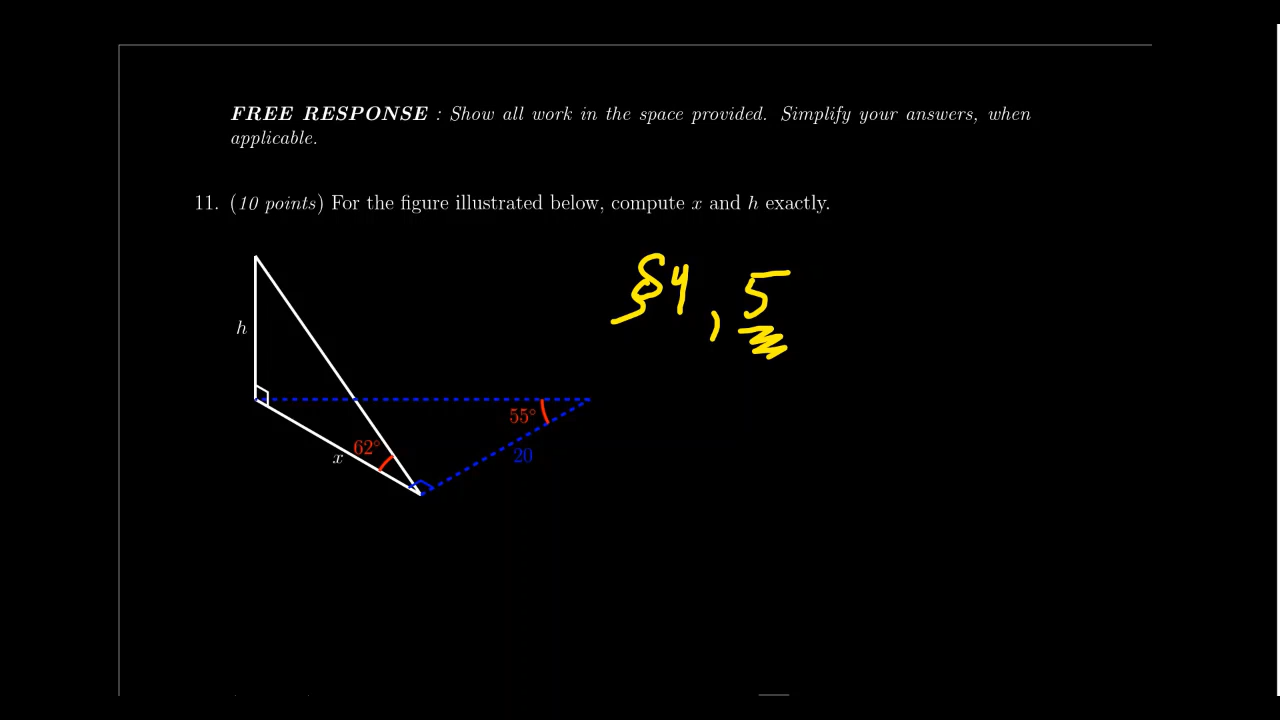 FREE RESPONSE : Show all work in the space provided. Simplify your answers, when
applicable.
11. (10 points) For the figure illustrated below, compute x and h exactly.
§4, 5
h
55°
62°
x
20